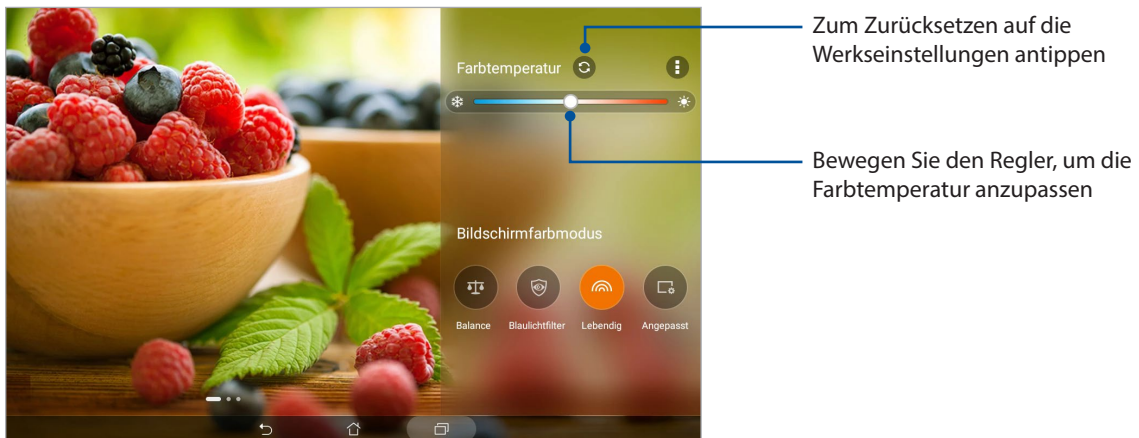 Farbtemperatur
Bildschirmfarbmodus
Balance Blaulichtfilter Lebendig Angepasst
Zum Zurücksetzen auf die
Werkseinstellungen antippen
Bewegen Sie den Regler, um die
Farbtemperatur anzupassen